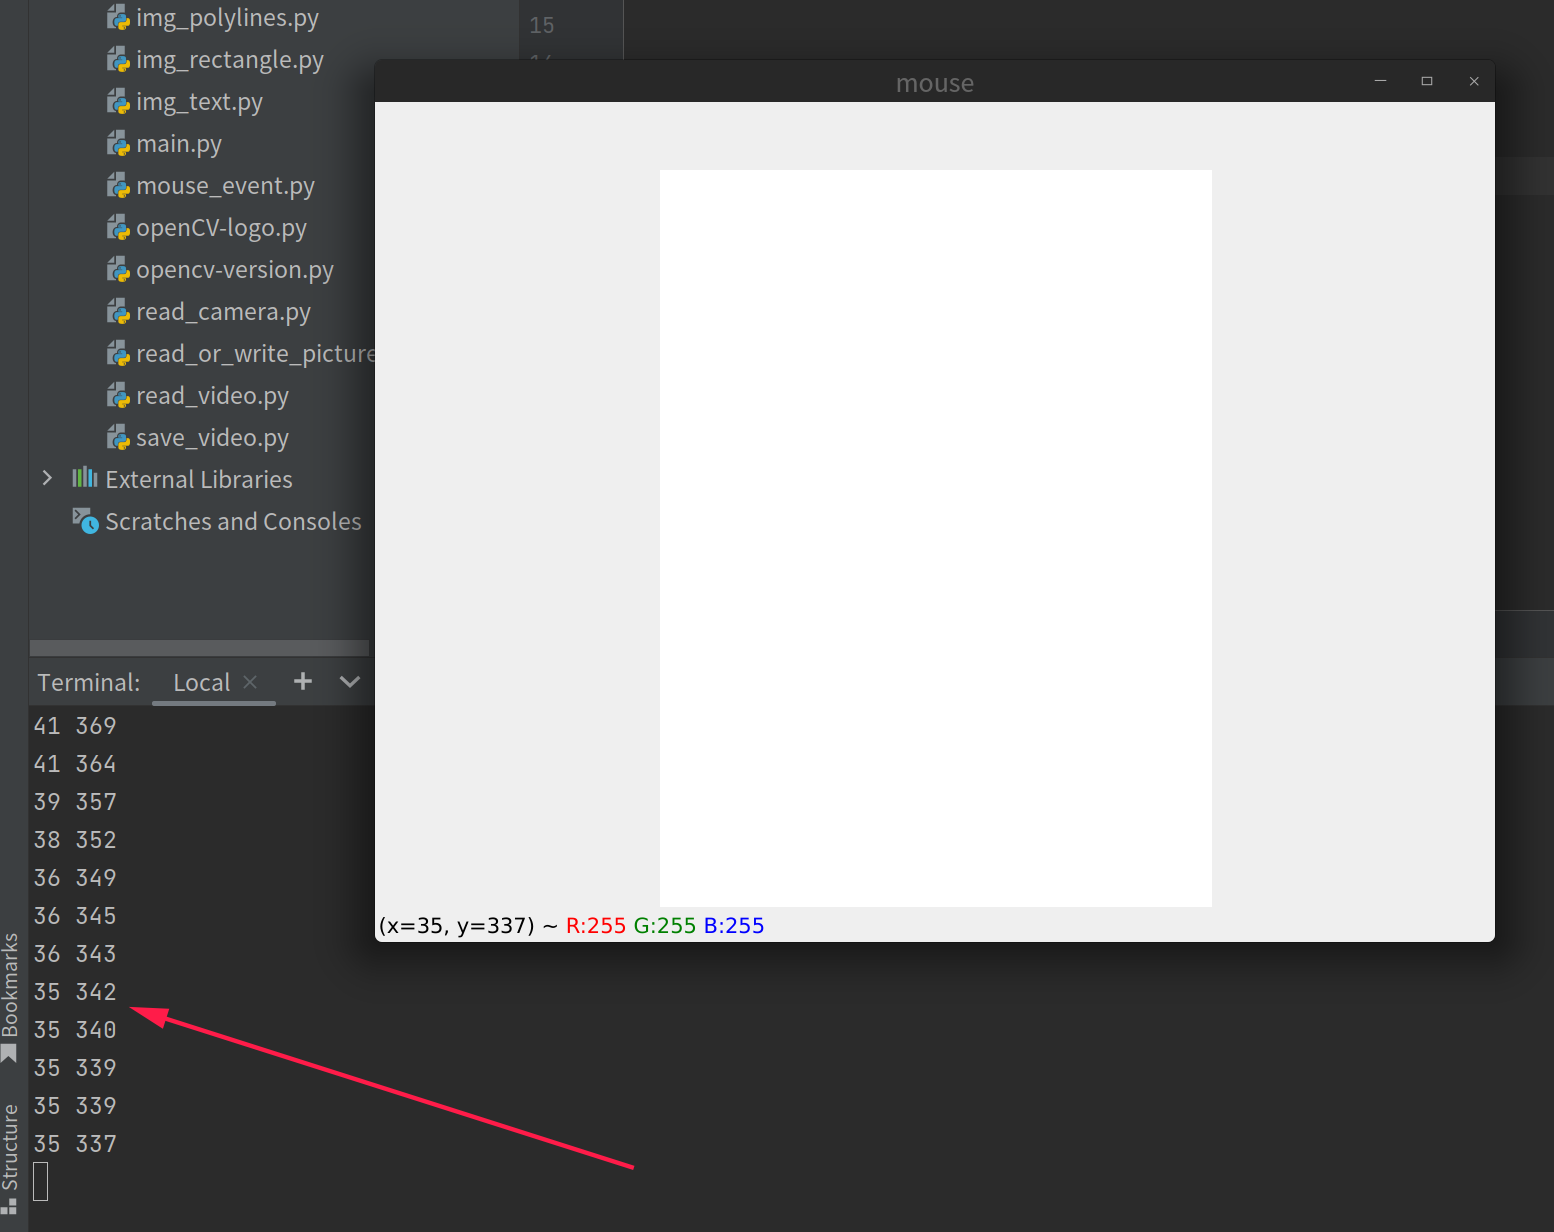 img_polylines.py
img_rectangle.py
img_text.py
main.py
mouse_event.py
openCV-logo.py
opencv-version.py
read_camera.py
read_or_write_picture
read_video.py
save_video.py
External Libraries
Scratches and Consoles
15
mouse
(x=35, y=337) ~ R:255 G:255 B:255
Terminal: Local
41 369
41 364
39 357
38 352
36 349
36 345
36 343
35 342
35 340
35 339
35 339
35 337
Bookmarks
Structure